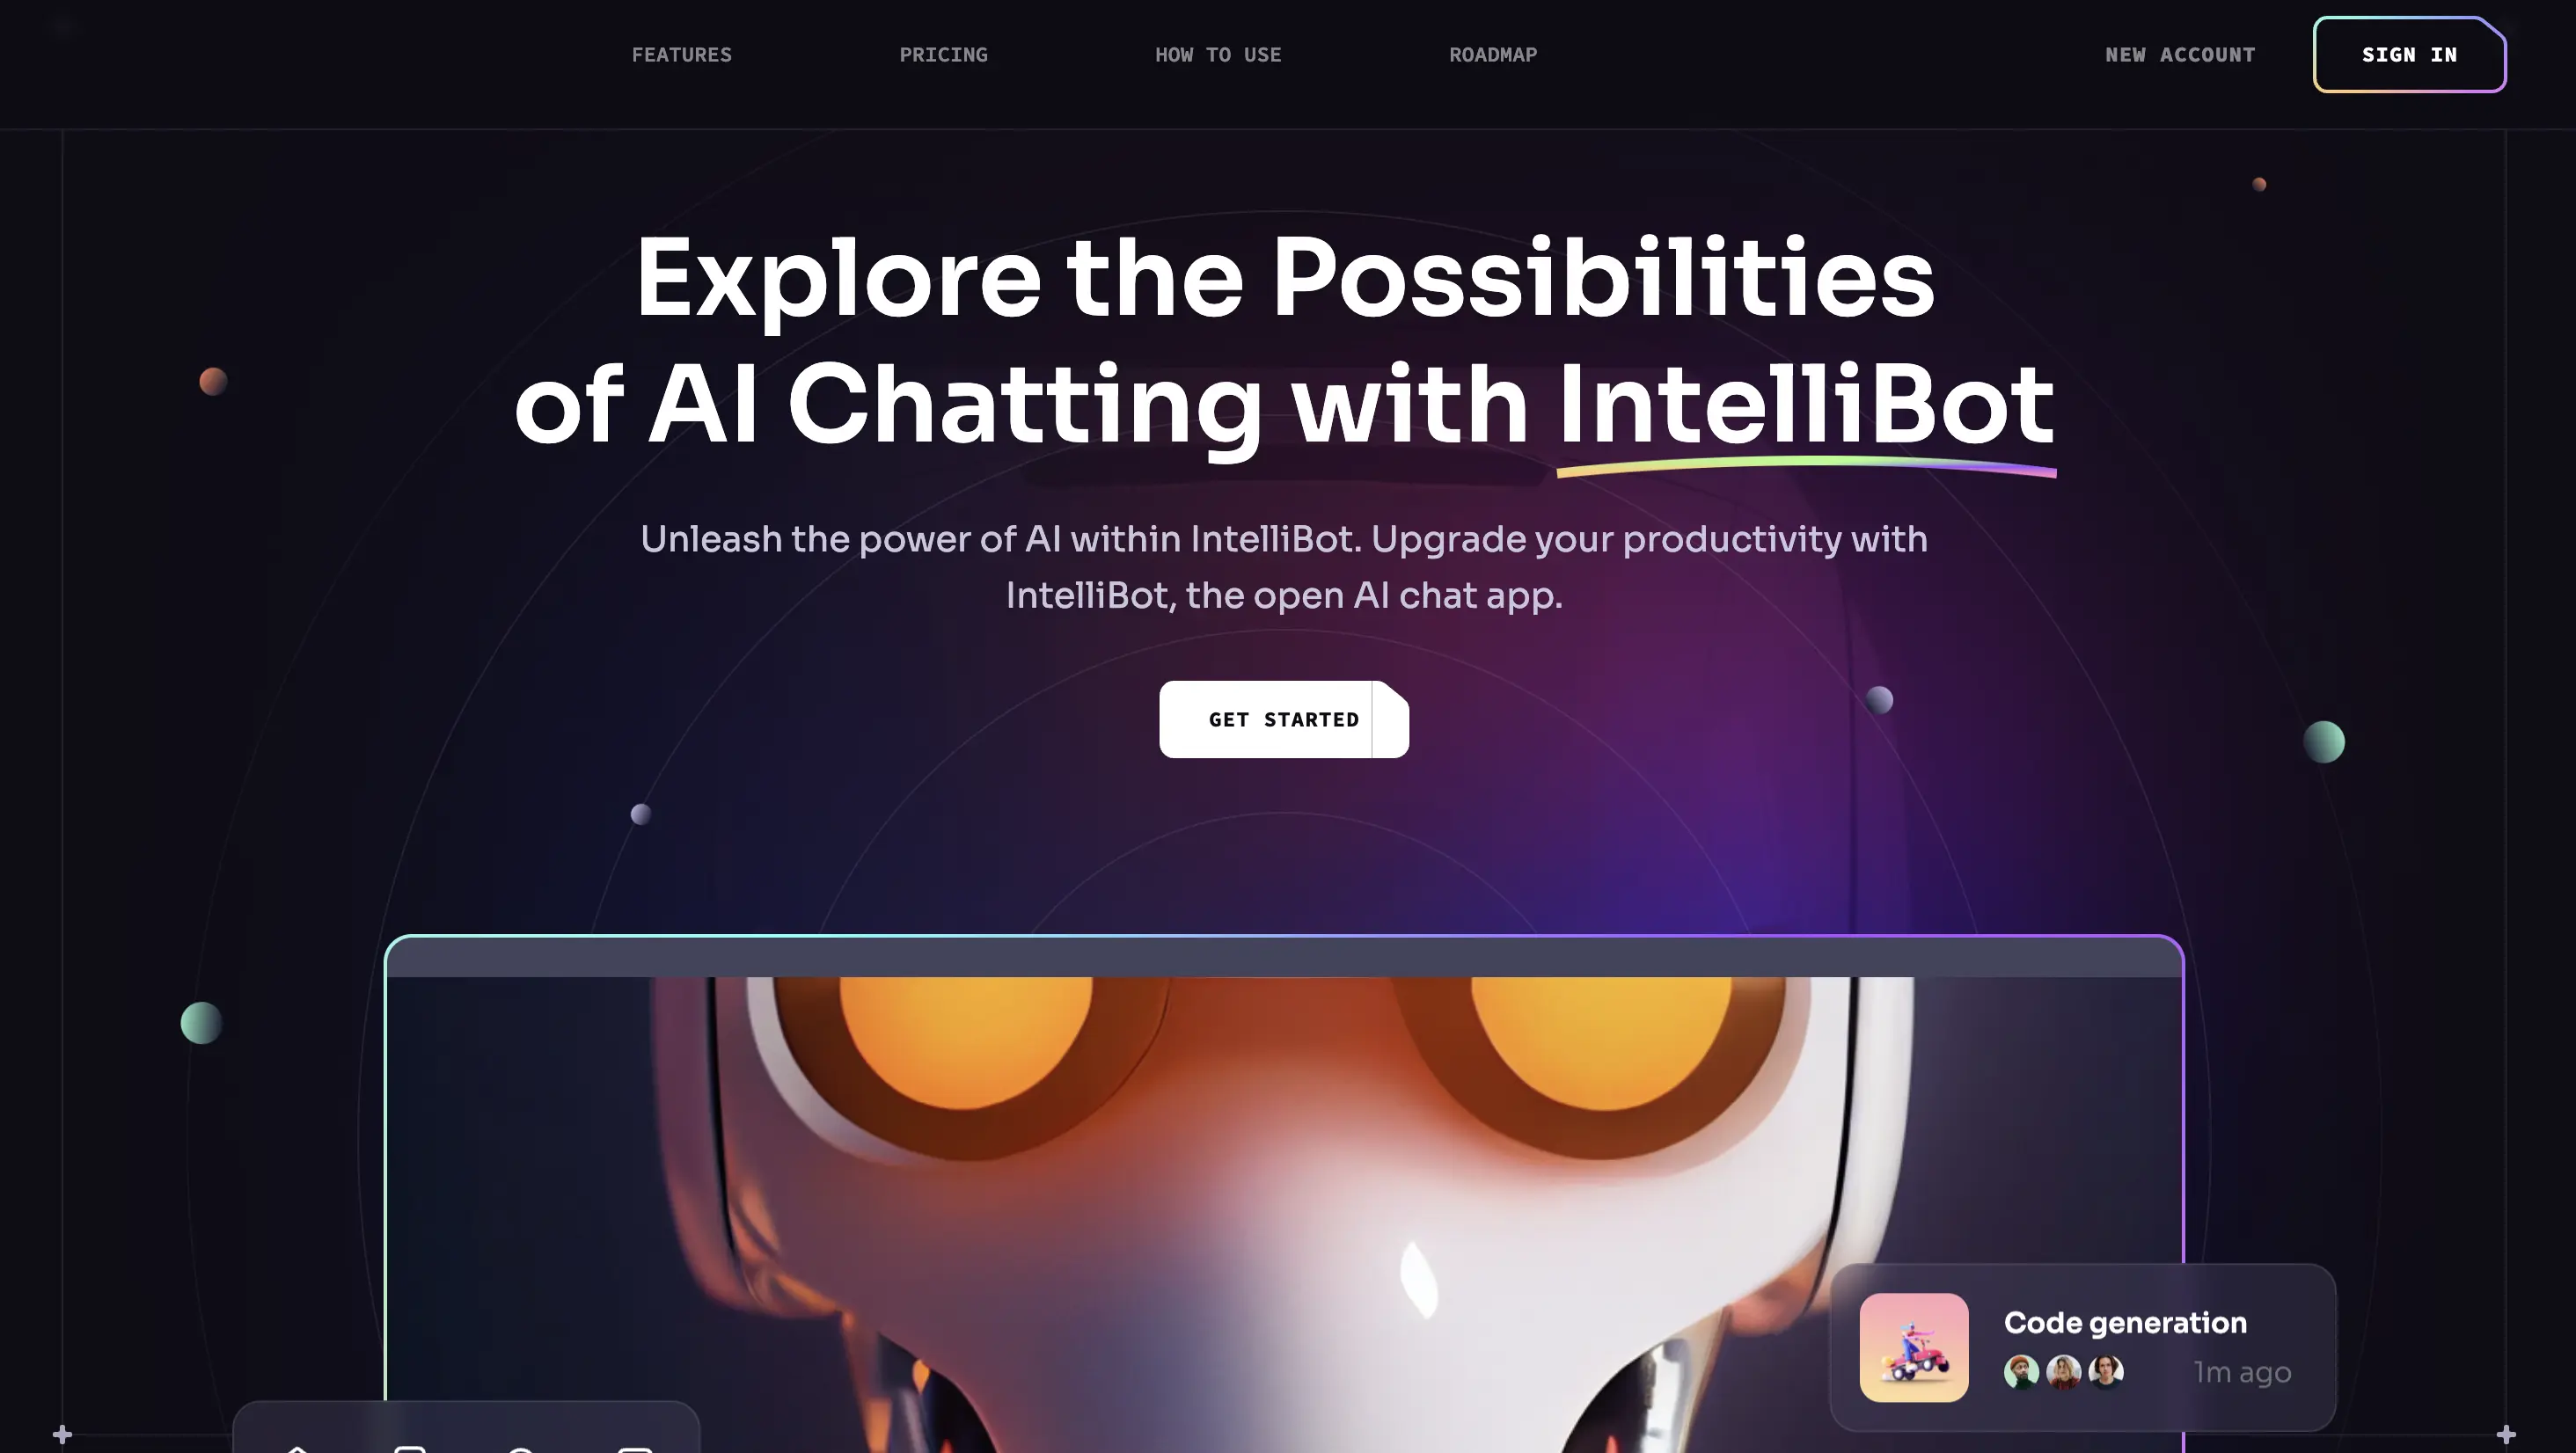 FEATURES
PRICING
HOW TO USE
ROADMAP
NEW ACCOUNT
SIGN IN
Explore the Possibilities
of AI Chatting with IntelliBot
Unleash the power of AI within IntelliBot. Upgrade your productivity with
IntelliBot, the open AI chat app.
GET STARTED
Code generation
1m ago